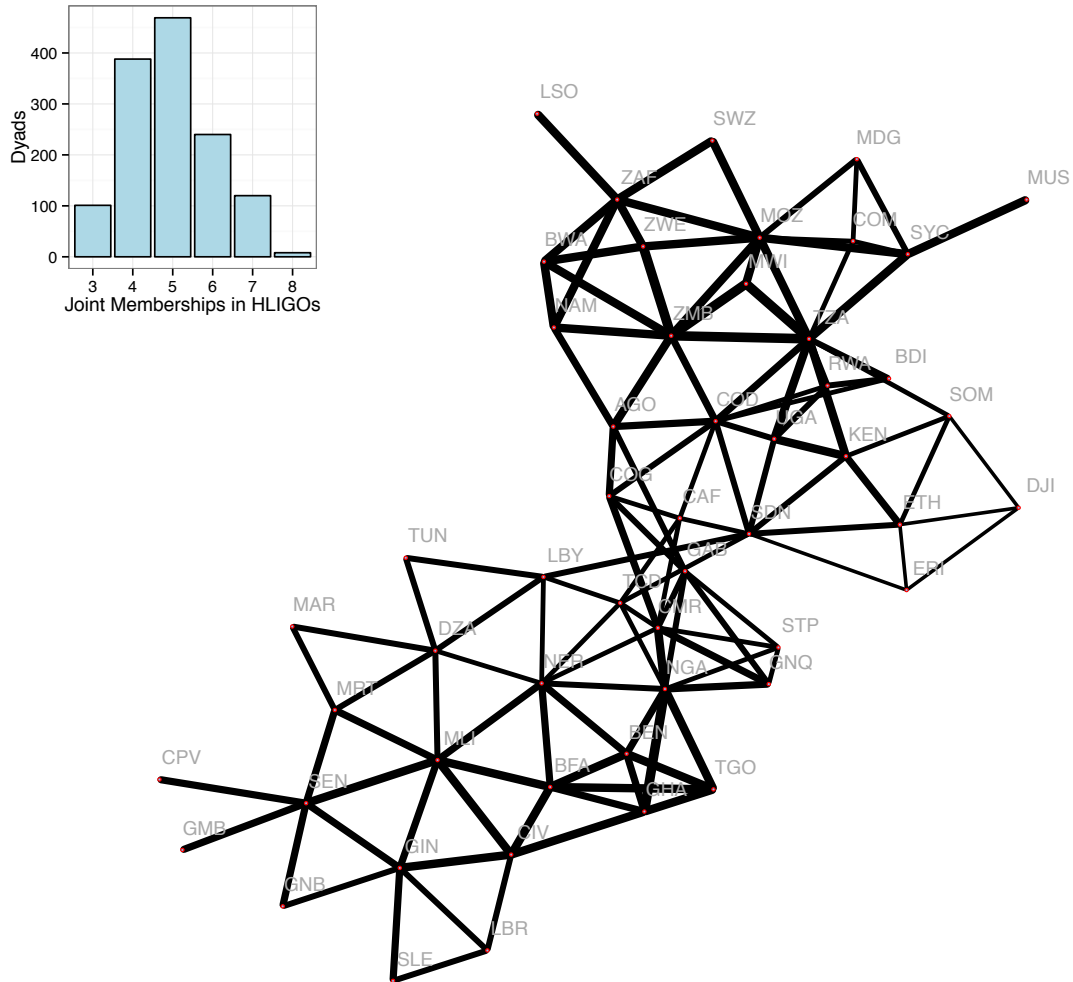 400
300
200
100
0
Dyads
3 4 5 6 7 8
Joint Memberships in HLIGOs
LSO
SWZ
MDG
MUS
ZAF
MOZ
COM
SYC
ZWE
BWA
MWI
NAM
ZMB
TZA
RWA
BDI
AGO
COD
UGA
KEN
SOM
COG
CAF
SDN
ETH
DJI
TUN
LBY
GAB
ERI
TCD
CMR
MAR
DZA
STP
NER
NGA
GNQ
MRT
MLI
BEN
CPV
SEN
BFA
GHA
TGO
GMB
GIN
CIV
GNB
LBR
SLE